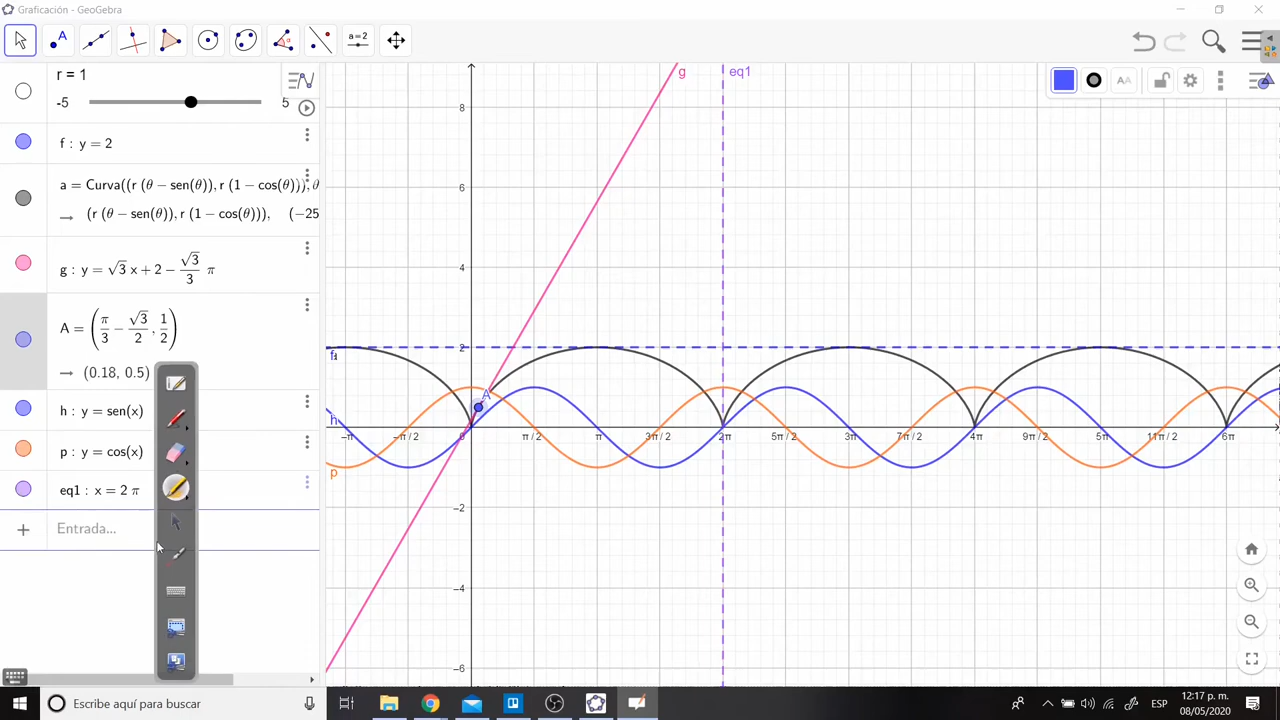 Graficación - GeoGebra
A
a=2
r = 1
-5
5
f : y = 2
a = Curva((r (θ − sen(θ)), r (1 − cos(θ))), θ
→ (r (θ − sen(θ)), r (1 − cos(θ))), (−25
g : y = √3 x + 2 − √3/3 π
A = (π/3 − √3/2, 1/2)
→ (0.18, 0.5)
h : y = sen(x)
p : y = cos(x)
eq1 : x = 2 π
Entrada...
g
eq1
AA
8
6
4
2
f
A
h
−π
−π / 2
0
π / 2
π
3π / 2
2π
5π / 2
3π
7π / 2
4π
9π / 2
5π
11π / 2
6π
p
−2
−4
−6
Escribe aquí para buscar
ESP
12:17 p. m.
08/05/2020